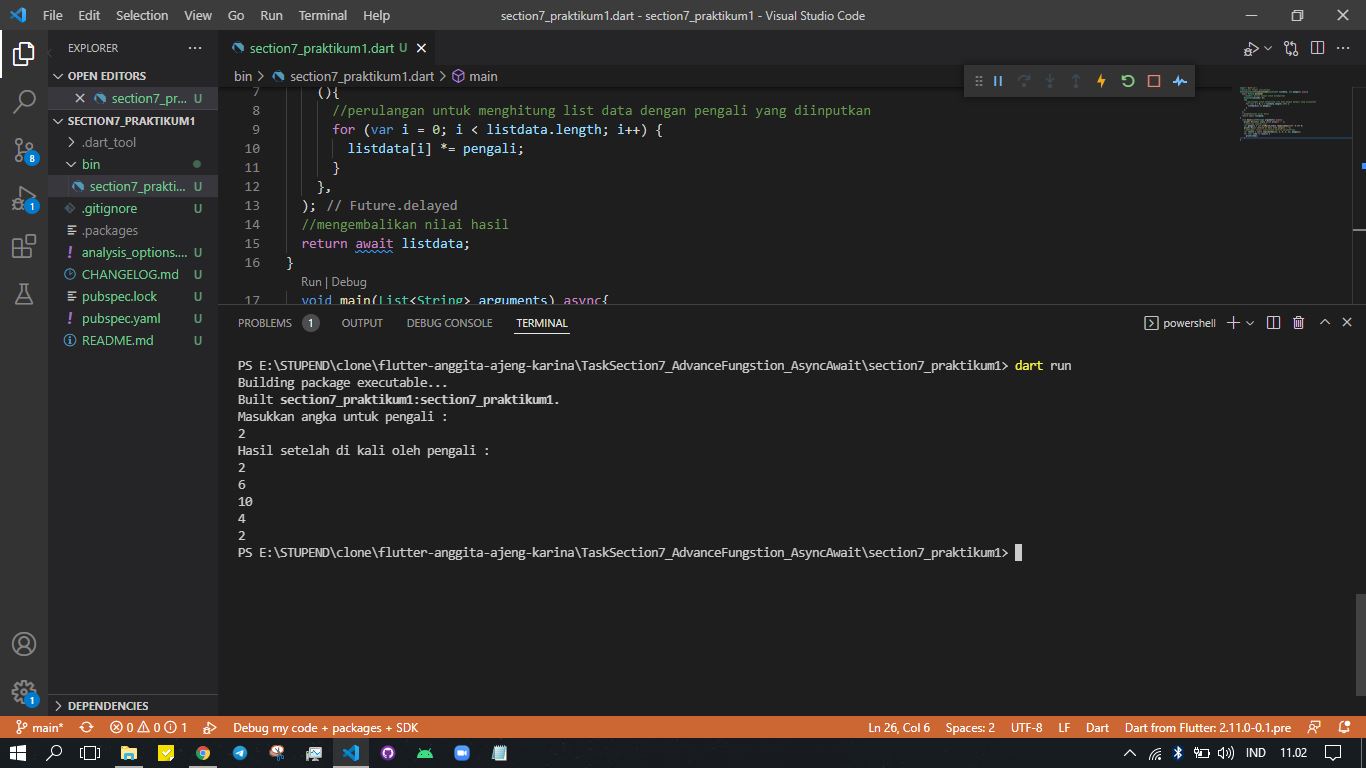 File Edit Selection View Go Run Terminal Help
section7_praktikum1.dart - section7_praktikum1 - Visual Studio Code
EXPLORER
OPEN EDITORS
section7_pr... U
SECTION7_PRAKTIKUM1
.dart_tool
bin
section7_prakti... U
.gitignore U
.packages
analysis_options.... U
CHANGELOG.md U
pubspec.lock U
pubspec.yaml U
README.md U
DEPENDENCIES
8
1
1
section7_praktikum1.dart U
bin > section7_praktikum1.dart > main
7 (){
8 //perulangan untuk menghitung list data dengan pengali yang diinputkan
9 for (var i = 0; i < listdata.length; i++) {
10 listdata[i] *= pengali;
11 }
12 },
13 ); // Future.delayed
14 //mengembalikan nilai hasil
15 return await listdata;
16 }
Run | Debug
17 void main(List<String> arguments) async{
PROBLEMS 1 OUTPUT DEBUG CONSOLE TERMINAL
powershell
PS E:\STUPEND\clone\flutter-anggita-ajeng-karina\TaskSection7_AdvanceFungstion_AsyncAwait\section7_praktikum1> dart run
Building package executable...
Built section7_praktikum1:section7_praktikum1.
Masukkan angka untuk pengali :
2
Hasil setelah di kali oleh pengali :
2
6
10
4
2
PS E:\STUPEND\clone\flutter-anggita-ajeng-karina\TaskSection7_AdvanceFungstion_AsyncAwait\section7_praktikum1>
main* 0 0 1 Debug my code + packages + SDK
Ln 26, Col 6 Spaces: 2 UTF-8 LF Dart Dart from Flutter: 2.11.0-0.1.pre
IND 11.02